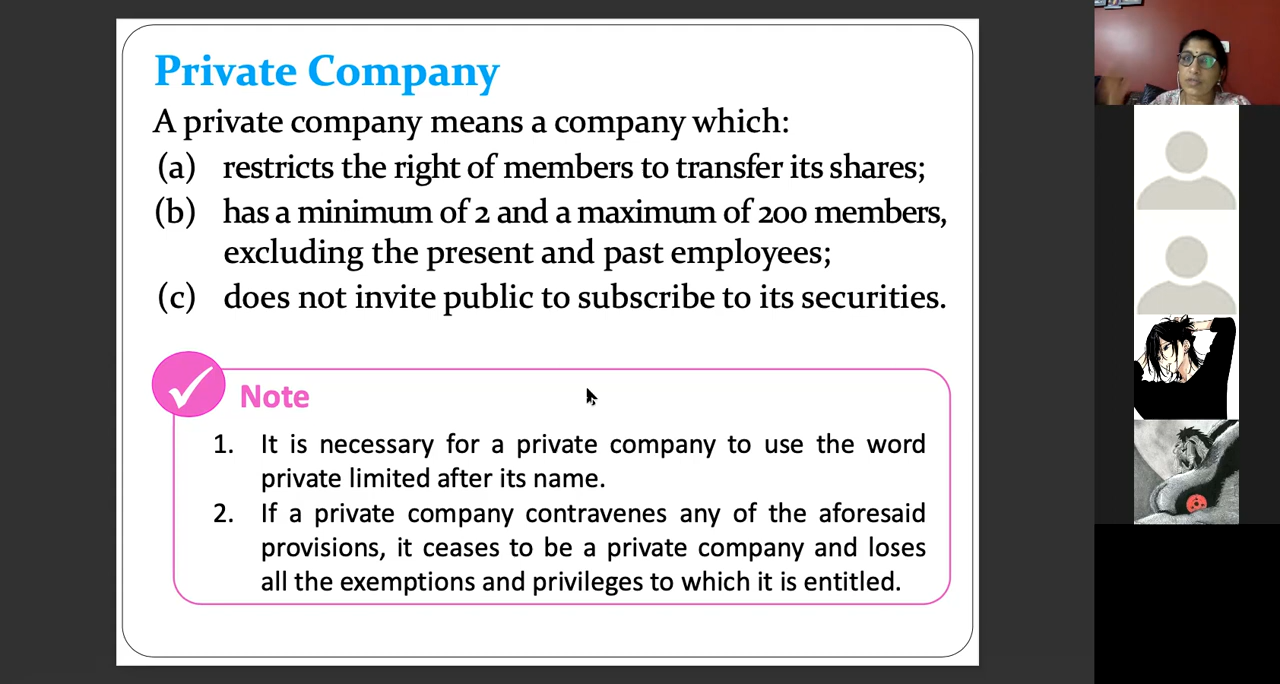 Private Company
A private company means a company which:
(a) restricts the right of members to transfer its shares;
(b) has a minimum of 2 and a maximum of 200 members,
excluding the present and past employees;
(c) does not invite public to subscribe to its securities.
Note
1. It is necessary for a private company to use the word
private limited after its name.
2. If a private company contravenes any of the aforesaid
provisions, it ceases to be a private company and loses
all the exemptions and privileges to which it is entitled.